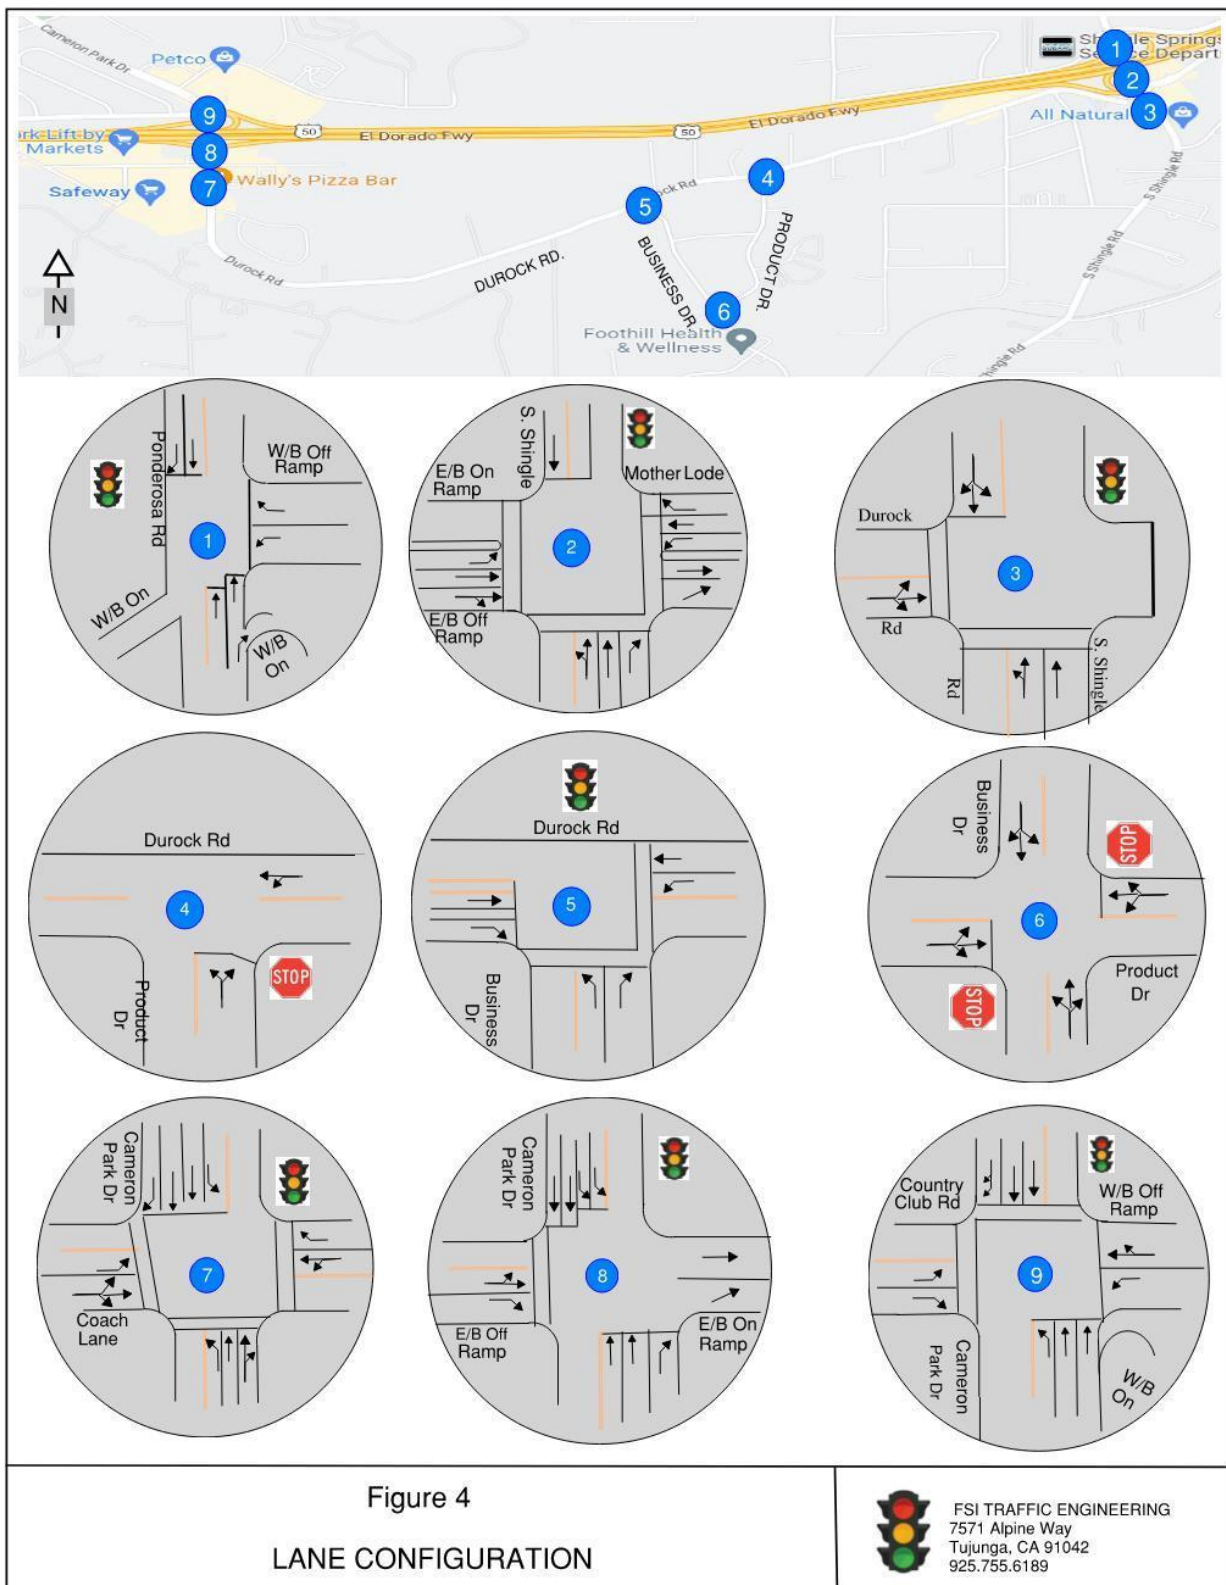 Cameron Park Dr
Petco
Shingle Springs
1
2
9
50
El Dorado Fwy
50
El Dorado Fwy
All Natural
3
ork Lift by
Markets
8
Wally's Pizza Bar
Safeway
7
4
5
ock Rd
S Shingle Rd
Durock Rd
DUROCK RD.
BUSINESS DR.
PRODUCT DR.
S Shingle Rd
N
6
Foothill Health
& Wellness
hingle Rd
Ponderosa Rd
W/B Off
Ramp
1
W/B On
W/B
On
S. Shingle
E/B On
Ramp
Mother Lode
2
E/B Off
Ramp
Durock
3
Rd
Rd
S. Shingle
Durock Rd
4
Product
Dr
STOP
Durock Rd
5
Business
Dr
Business
Dr
STOP
6
Product
Dr
STOP
Cameron
Park Dr
7
Coach
Lane
Cameron
Park Dr
8
E/B Off
Ramp
E/B On
Ramp
Country
Club Rd
W/B Off
Ramp
9
Cameron
Park Dr
W/B
On
Figure 4
LANE CONFIGURATION
FSI TRAFFIC ENGINEERING
7571 Alpine Way
Tujunga, CA 91042
925.755.6189